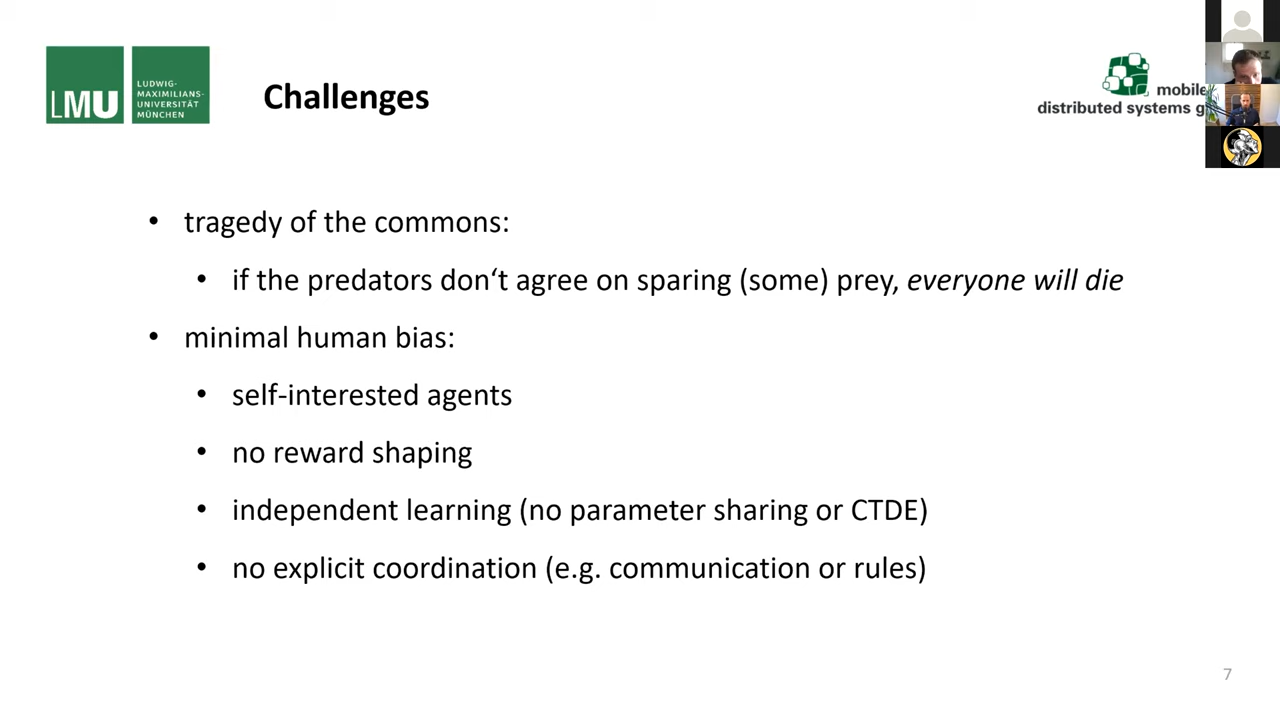 LMU
LUDWIG-
MAXIMILIANS-
UNIVERSITÄT
MÜNCHEN
Challenges
mobile
distributed systems g
• tragedy of the commons:
• if the predators don‘t agree on sparing (some) prey, everyone will die
• minimal human bias:
• self-interested agents
• no reward shaping
• independent learning (no parameter sharing or CTDE)
• no explicit coordination (e.g. communication or rules)
7